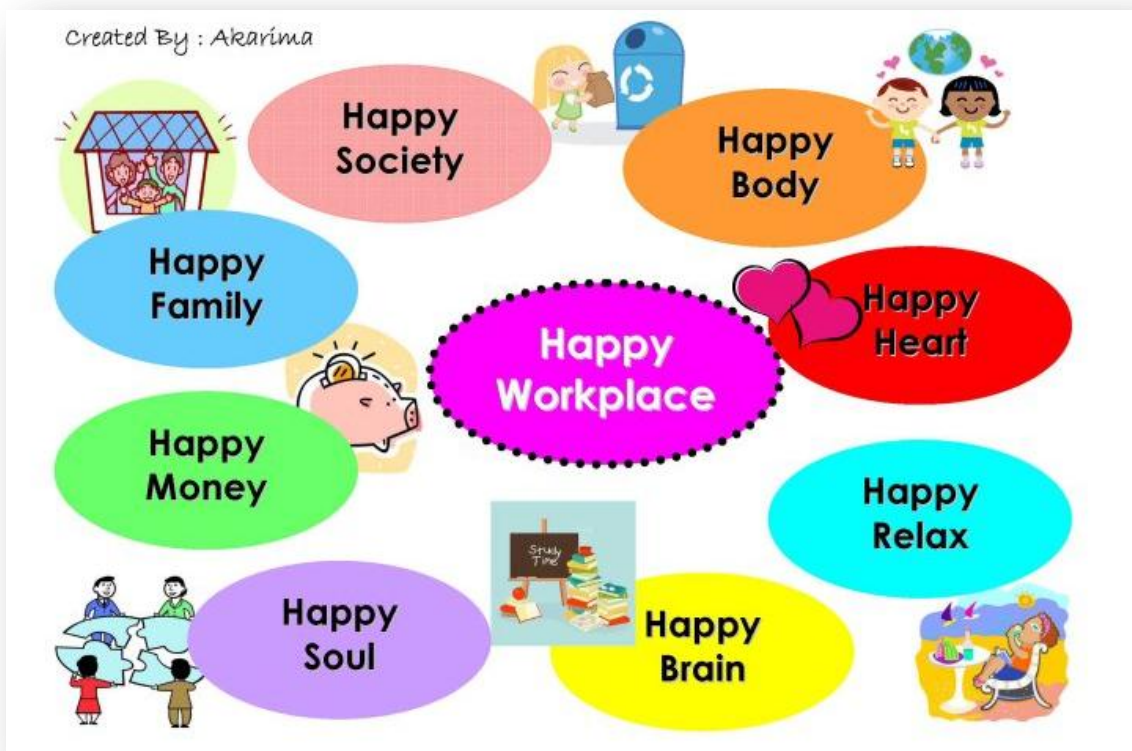 Created By : Akarima
Happy
Society
Happy
Body
Happy
Family
Happy
Heart
Happy
Workplace
Happy
Money
Happy
Relax
Study
Time
Happy
Soul
Happy
Brain